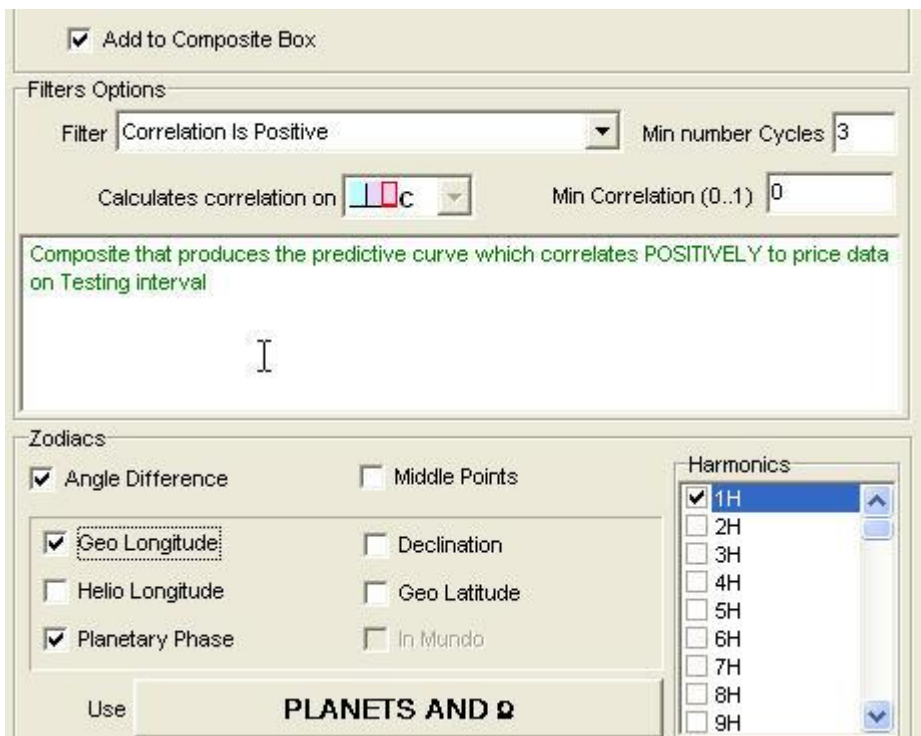 Add to Composite Box
Filters Options
Filter Correlation Is Positive Min number Cycles 3
Calculates correlation on C Min Correlation (0..1) 0
Composite that produces the predictive curve which correlates POSITIVELY to price data
on Testing interval
Zodiacs
Angle Difference Middle Points
Geo Longitude Declination
Helio Longitude Geo Latitude
Planetary Phase In Mundo
Use PLANETS AND ☊
Harmonics
1H
2H
3H
4H
5H
6H
7H
8H
9H